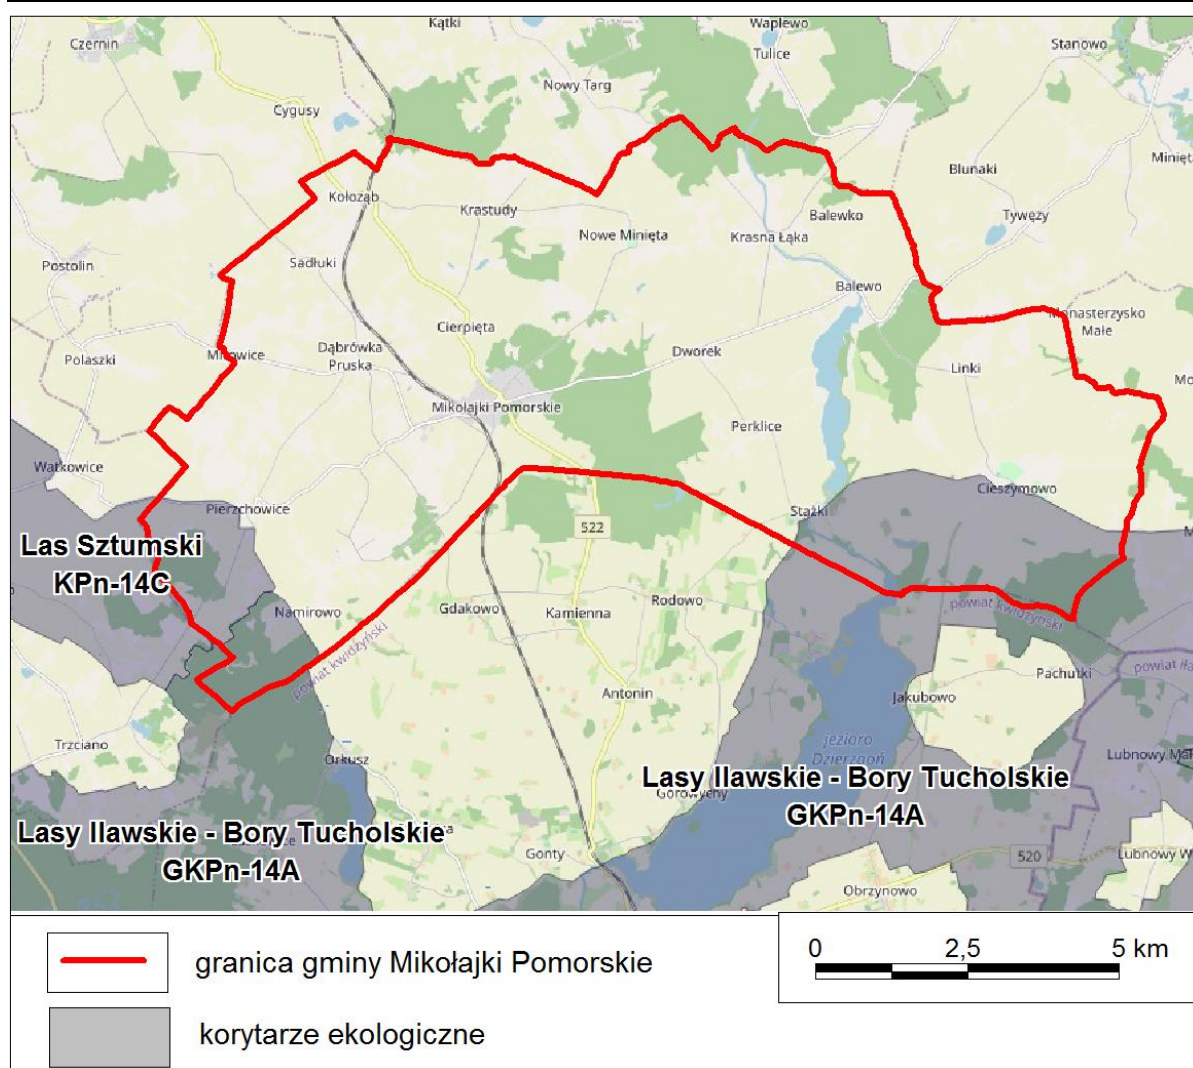 Kątki
Waplewo
Czernin
Tulice
Stanowo
Nowy Targ
Cygusy
Blunaki
Kołoząb
Krastudy
Balewko
Tywęzy
Nowe Minięta
Krasna Łąka
Postolin
Sadłuki
Balewo
Cierpięta
Monasterzysko
Małe
Polaszki
Mirowice
Dąbrówka
Pruska
Dworek
Linki
Mikołajki Pomorskie
Perklice
Watkowice
Cieszymowo
Pierzchowice
Stążki
522
Las Sztumski
KPn-14C
Namirowo
Gdakowo
Kamienna
Rodowo
powiat kwidzyński
powiat kwidzyński
Pachutki
Antonin
Jakubowo
Trzciano
Orkusz
jezioro
Dzierzgoń
Lasy Iławskie - Bory Tucholskie
GKPn-14A
Lasy Iławskie - Bory Tucholskie
GKPn-14A
Gonty
520
Obrzynowo
0 2,5 5 km
granica gminy Mikołajki Pomorskie
korytarze ekologiczne